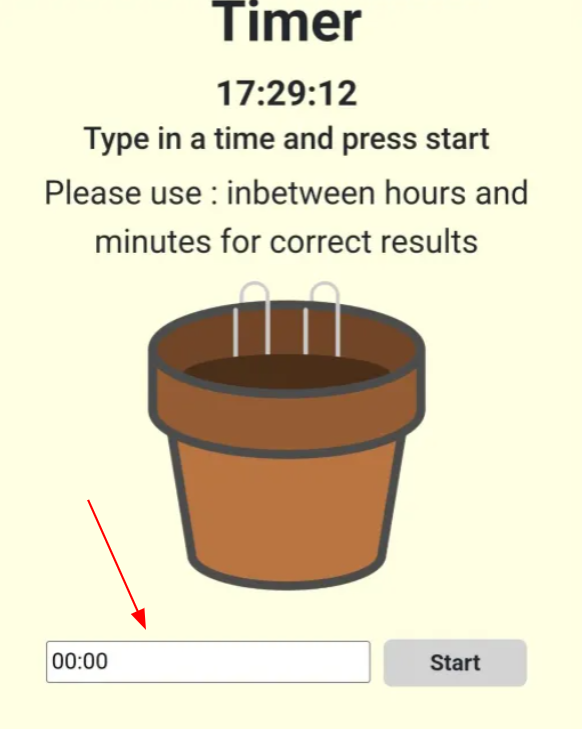 Timer
17:29:12
Type in a time and press start
Please use : inbetween hours and
minutes for correct results
00:00
Start